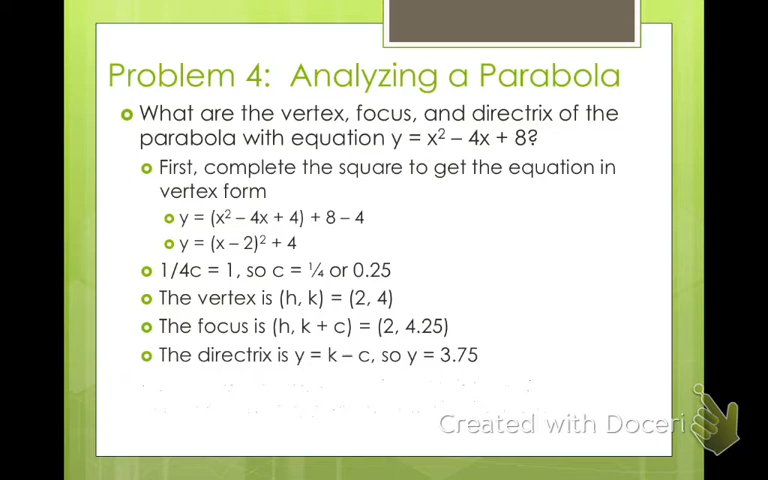 Problem 4:  Analyzing a Parabola
What are the vertex, focus, and directrix of the
parabola with equation y = x² – 4x + 8?
First, complete the square to get the equation in
vertex form
y = (x² – 4x + 4) + 8 – 4
y = (x – 2)² + 4
1/4c = 1, so c = ¼ or 0.25
The vertex is (h, k) = (2, 4)
The focus is (h, k + c) = (2, 4.25)
The directrix is y = k – c, so y = 3.75
Created with Doceri